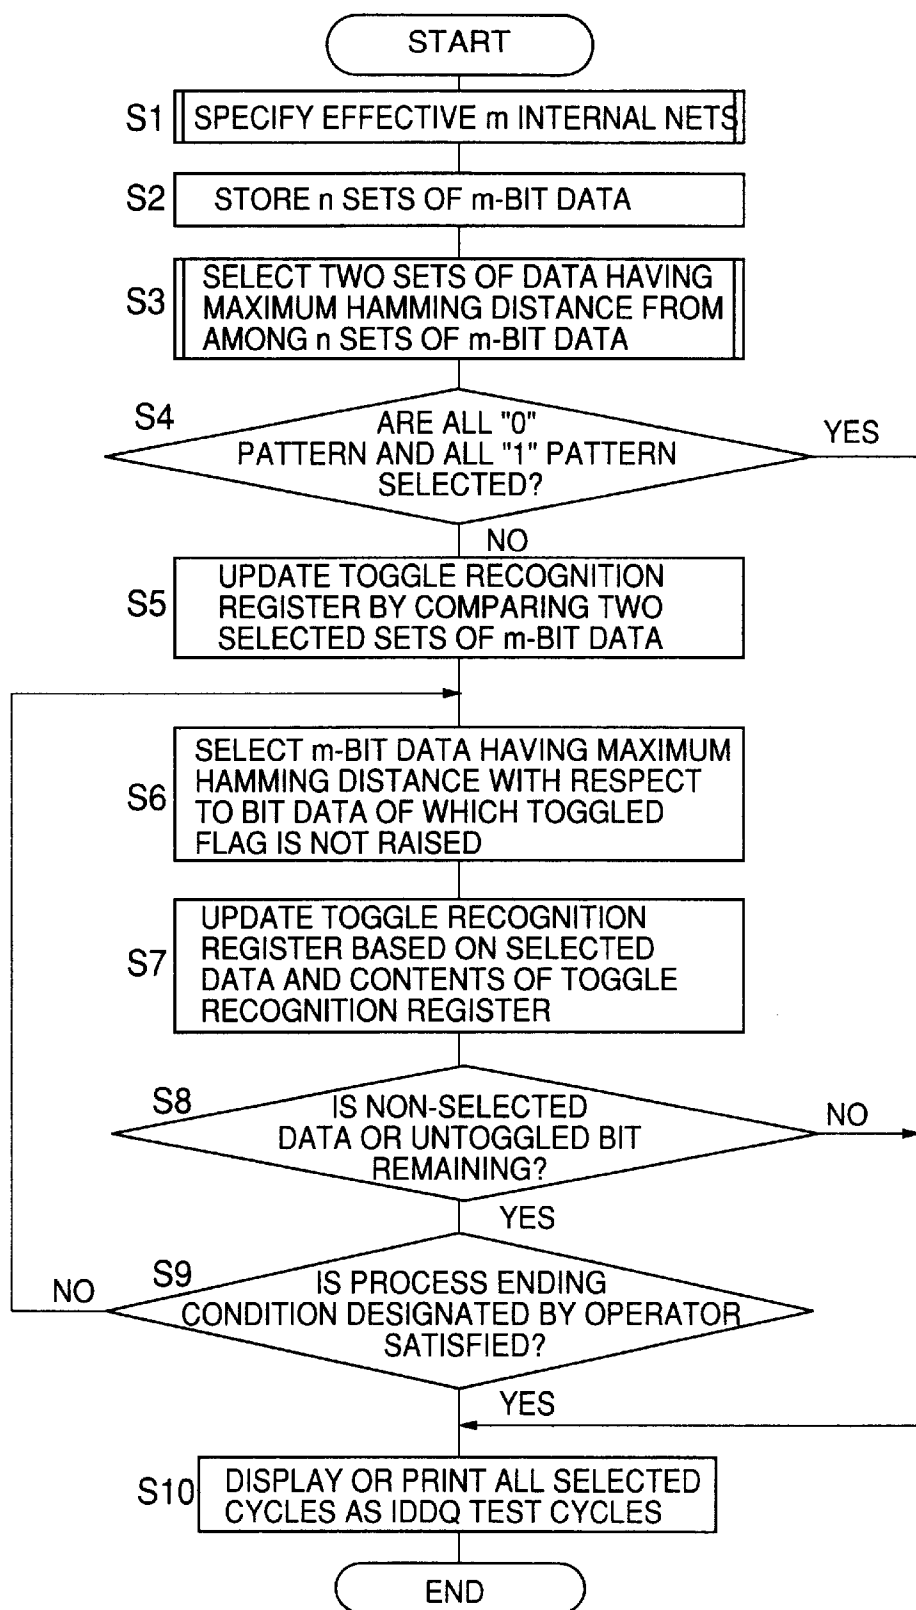 START
S1
SPECIFY EFFECTIVE m INTERNAL NETS
S2
STORE n SETS OF m-BIT DATA
S3
SELECT TWO SETS OF DATA HAVING
MAXIMUM HAMMING DISTANCE FROM
AMONG n SETS OF m-BIT DATA
S4
ARE ALL "0"
PATTERN AND ALL "1" PATTERN
SELECTED?
YES
NO
S5
UPDATE TOGGLE RECOGNITION
REGISTER BY COMPARING TWO
SELECTED SETS OF m-BIT DATA
S6
SELECT m-BIT DATA HAVING MAXIMUM
HAMMING DISTANCE WITH RESPECT
TO BIT DATA OF WHICH TOGGLED
FLAG IS NOT RAISED
S7
UPDATE TOGGLE RECOGNITION
REGISTER BASED ON SELECTED
DATA AND CONTENTS OF TOGGLE
RECOGNITION REGISTER
S8
IS NON-SELECTED
DATA OR UNTOGGLED BIT
REMAINING?
NO
YES
S9
IS PROCESS ENDING
CONDITION DESIGNATED BY OPERATOR
SATISFIED?
NO
YES
S10
DISPLAY OR PRINT ALL SELECTED
CYCLES AS IDDQ TEST CYCLES
END